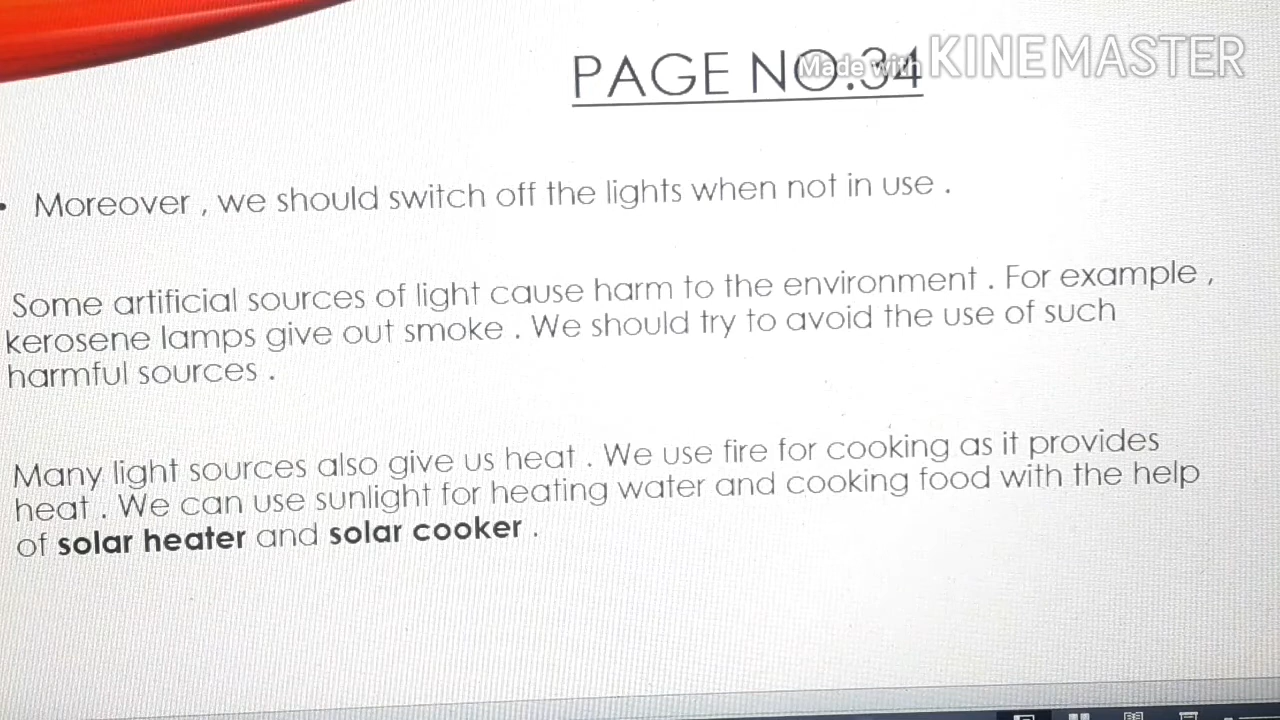 PAGE NO.34
Made with KINEMASTER
• Moreover , we should switch off the lights when not in use .
Some artificial sources of light cause harm to the environment . For example ,
kerosene lamps give out smoke . We should try to avoid the use of such
harmful sources .
Many light sources also give us heat . We use fire for cooking as it provides
heat . We can use sunlight for heating water and cooking food with the help
of solar heater and solar cooker .